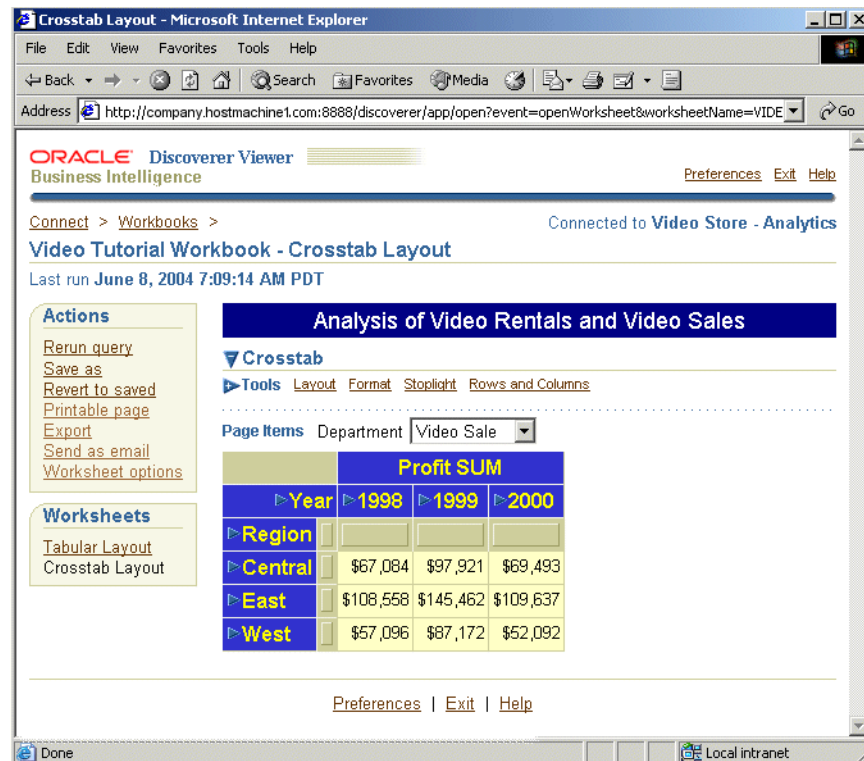 Crosstab Layout - Microsoft Internet Explorer
File Edit View Favorites Tools Help
Back Search Favorites Media
Address http://company.hostmachine1.com:8888/discoverer/app/open?event=openWorksheet&worksheetName=VIDE Go
ORACLE Discoverer Viewer
Business Intelligence
Preferences Exit Help
Connect > Workbooks >
Connected to Video Store - Analytics
Video Tutorial Workbook - Crosstab Layout
Last run June 8, 2004 7:09:14 AM PDT
Actions
Rerun query
Save as
Revert to saved
Printable page
Export
Send as email
Worksheet options
Worksheets
Tabular Layout
Crosstab Layout
Analysis of Video Rentals and Video Sales
Crosstab
Tools Layout Format Stoplight Rows and Columns
Page Items Department Video Sale
Profit SUM
Year 1998 1999 2000
Region
Central $67,084 $97,921 $69,493
East $108,558 $145,462 $109,637
West $57,096 $87,172 $52,092
Preferences | Exit | Help
Done Local intranet